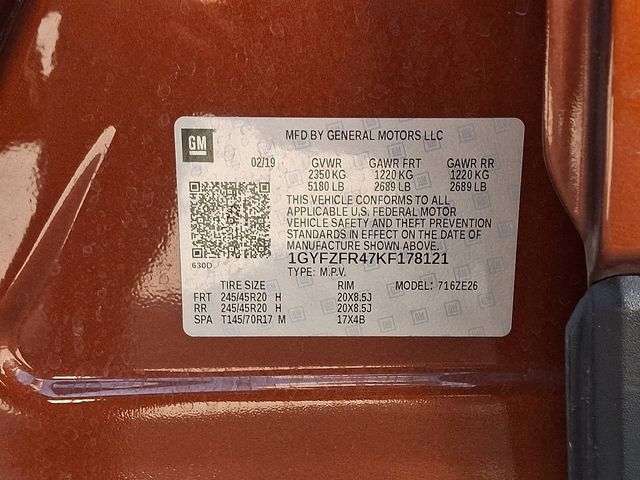 GM
MFD BY GENERAL MOTORS LLC
02/19 GVWR GAWR FRT GAWR RR
2350 KG 1220 KG 1220 KG
5180 LB 2689 LB 2689 LB
THIS VEHICLE CONFORMS TO ALL
APPLICABLE U.S. FEDERAL MOTOR
VEHICLE SAFETY AND THEFT PREVENTION
STANDARDS IN EFFECT ON THE DATE OF
MANUFACTURE SHOWN ABOVE.
630D
1GYFZFR47KF178121
TYPE: M.P.V.
TIRE SIZE RIM MODEL: 716ZE26
FRT 245/45R20 H 20X8.5J
RR 245/45R20 H 20X8.5J
SPA T145/70R17 M 17X4B